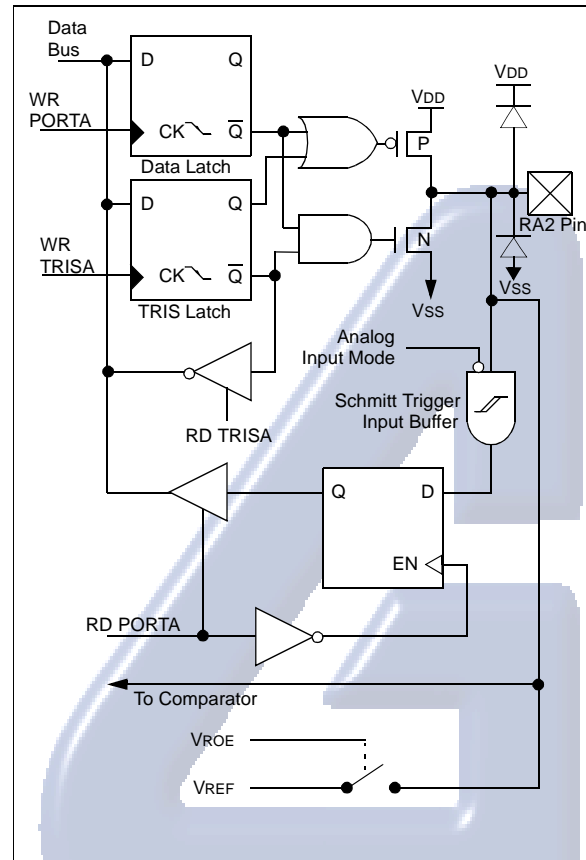 Data
Bus
D Q
VDD
VDD
WR
PORTA
CK Q
P
Data Latch
D Q
RA2 Pin
WR
TRISA
N
CK Q
VSS
TRIS Latch
VSS
Analog
Input Mode
Schmitt Trigger
Input Buffer
RD TRISA
Q D
EN
RD PORTA
To Comparator
VROE
VREF